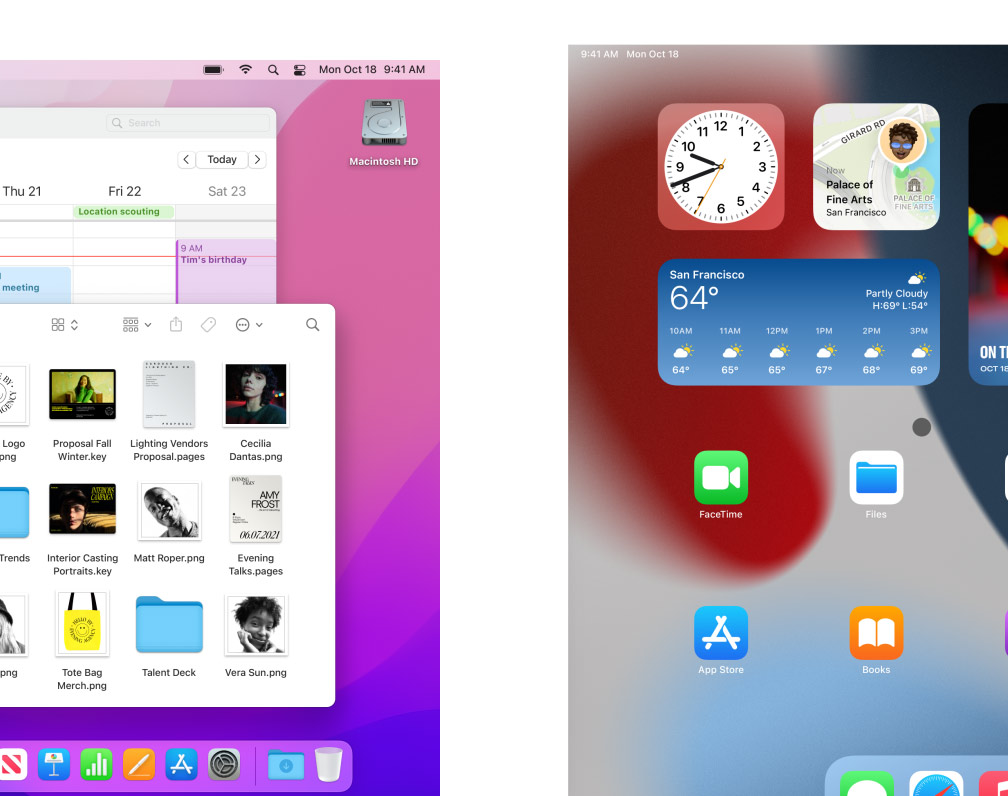 Mon Oct 18 9:41 AM
Search
Macintosh HD
Today
Thu 21
Fri 22
Sat 23
Location scouting
9 AM
Tim's birthday
meeting
Logo
png
Proposal Fall
Winter.key
Lighting Vendors
Proposal.pages
Cecilia
Dantas.png
PROPOSAL
EVENING
TALKS
AMY
FROST
06.07.2021
INTERIORS
CAMPAIGN
Trends
Interior Casting
Portraits.key
Matt Roper.png
Evening
Talks.pages
png
Tote Bag
Merch.png
Talent Deck
Vera Sun.png
9:41 AM Mon Oct 18
12
1
2
3
4
5
6
7
8
9
10
11
GIRARD RD
Now
Palace of
Fine Arts
San Francisco
PALACE OF
FINE ARTS
San Francisco
64°
Partly Cloudy
H:69° L:54°
10AM 11AM 12PM 1PM 2PM 3PM
64° 65° 65° 67° 68° 69°
ON T
OCT 18
FaceTime
Files
App Store
Books